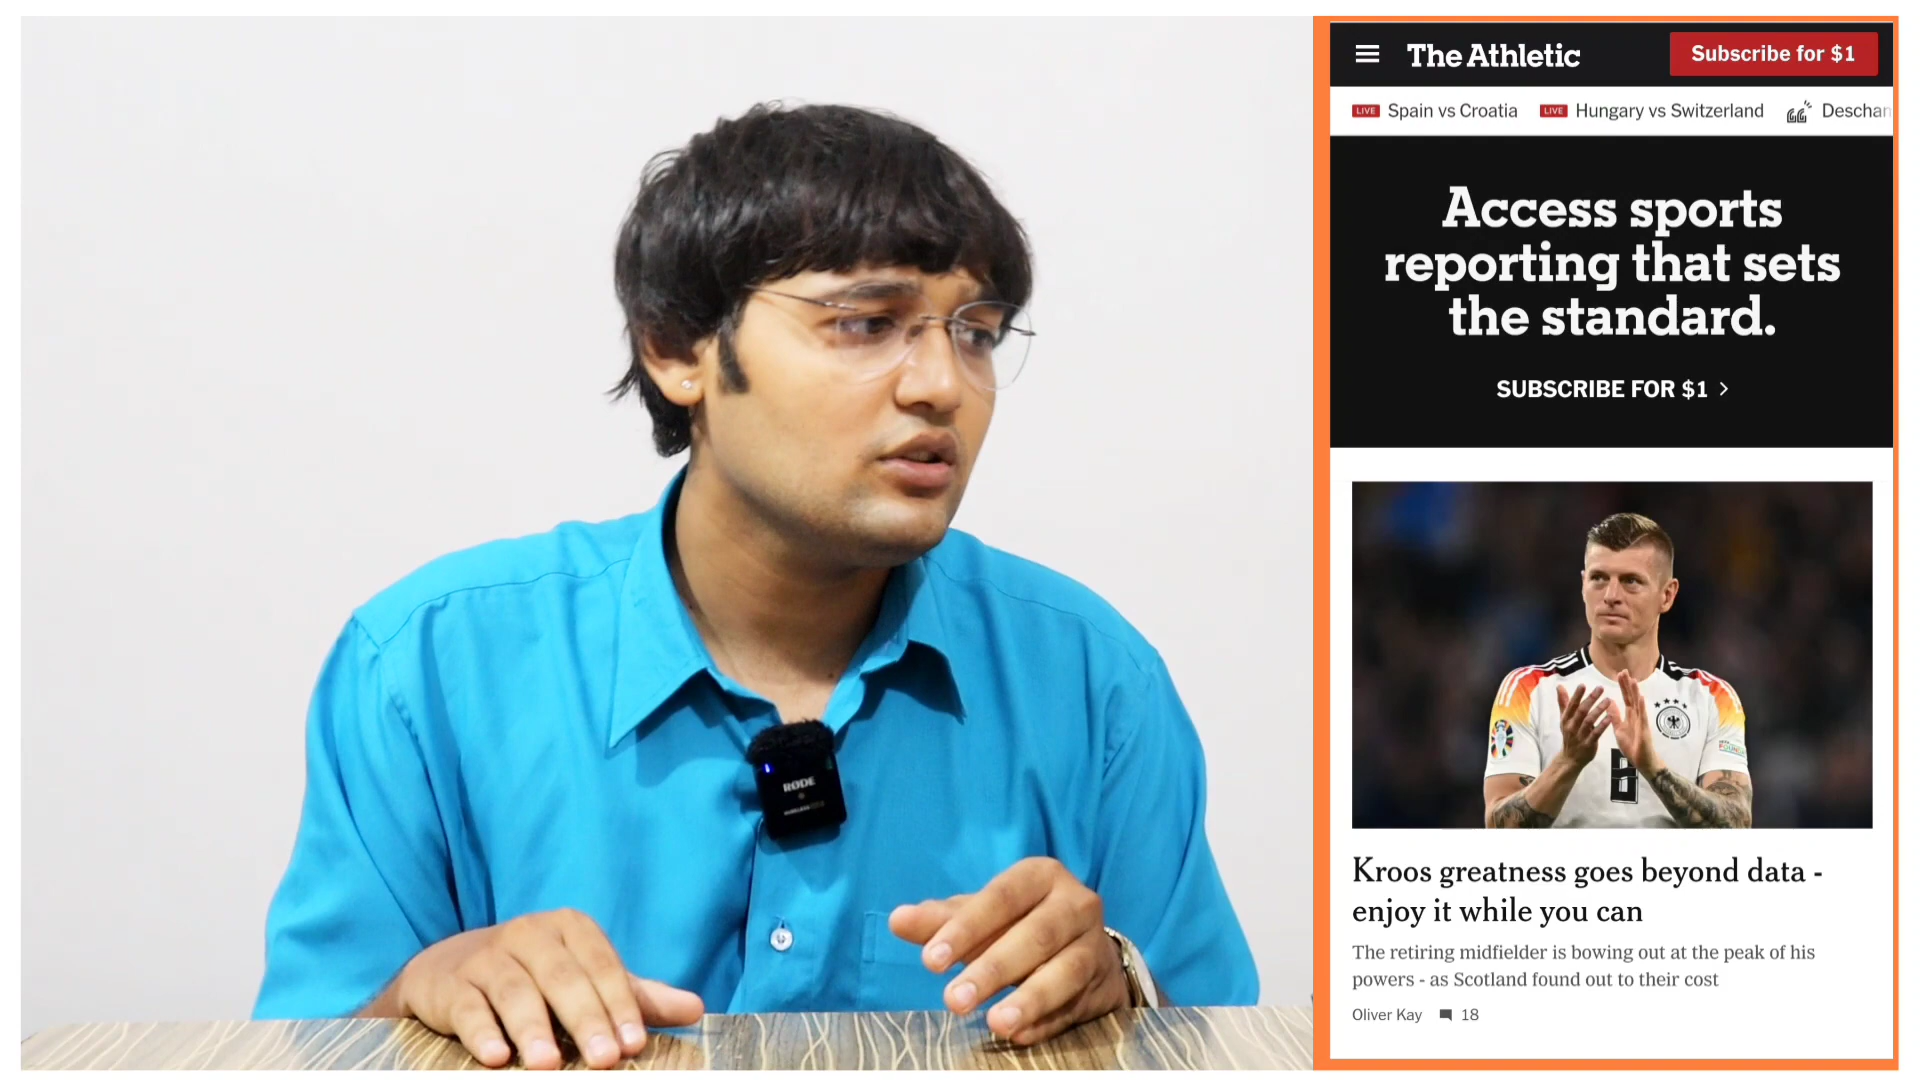 The Athletic
Subscribe for $1
LIVE Spain vs Croatia
LIVE Hungary vs Switzerland
Deschan
Access sports
reporting that sets
the standard.
SUBSCRIBE FOR $1 >
RØDE
8
Kroos greatness goes beyond data -
enjoy it while you can
The retiring midfielder is bowing out at the peak of his
powers - as Scotland found out to their cost
Oliver Kay
18